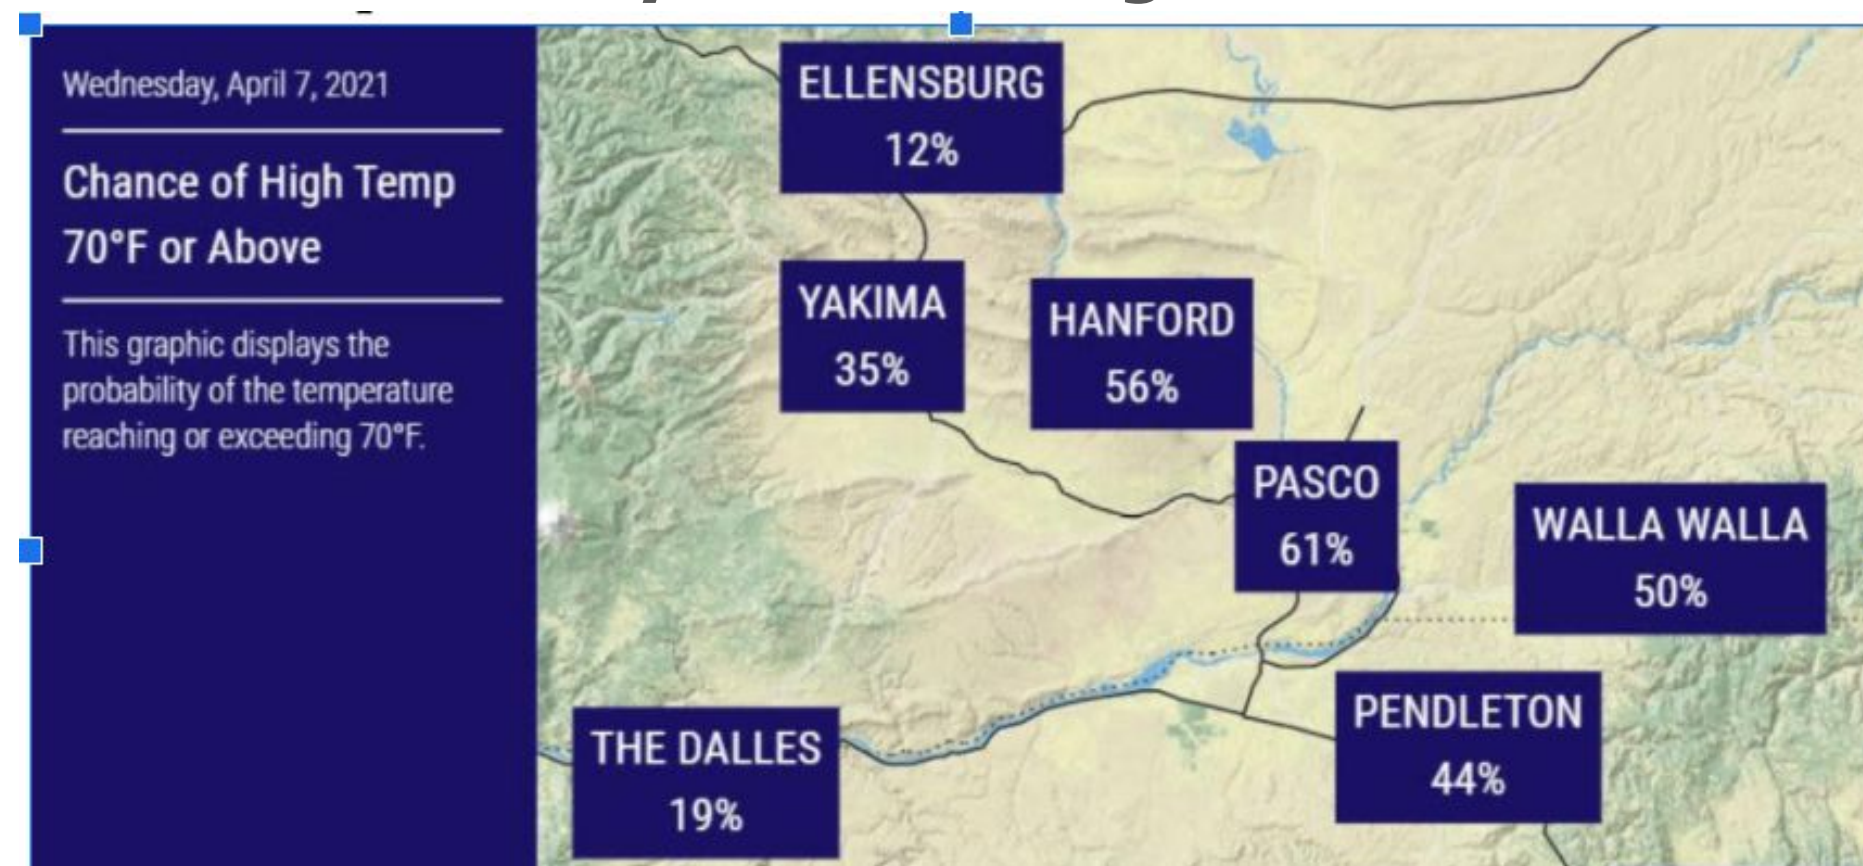 Wednesday, April 7, 2021
Chance of High Temp
70°F or Above
This graphic displays the
probability of the temperature
reaching or exceeding 70°F.
ELLENSBURG
12%
YAKIMA
35%
HANFORD
56%
PASCO
61%
WALLA WALLA
50%
PENDLETON
44%
THE DALLES
19%